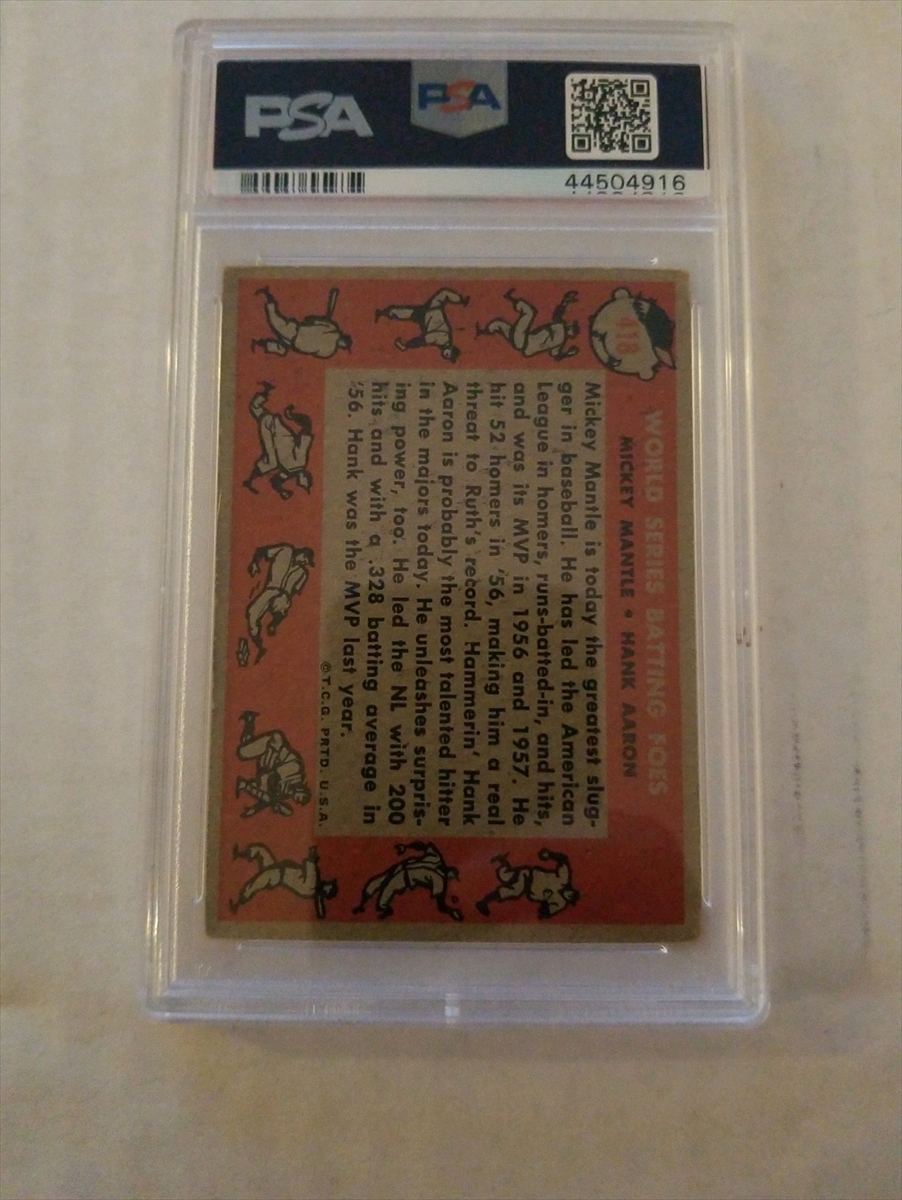 PSA
PSA
44504916
418
WORLD SERIES BATTING FOES
MICKEY MANTLE • HANK AARON
Mickey Mantle is today the greatest slug-
ger in baseball. He has led the American
League in homers, runs-batted-in, and hits,
and was its MVP in 1956 and 1957. He
hit 52 homers in '56, making him a real
threat to Ruth's record. Hammerin' Hank
Aaron is probably the most talented hitter
in the majors today. He unleashes surpris-
ing power, too. He led the NL with 200
hits and with a .328 batting average in
'56. Hank was the MVP last year.
©T.C.G. PRTD. U.S.A.